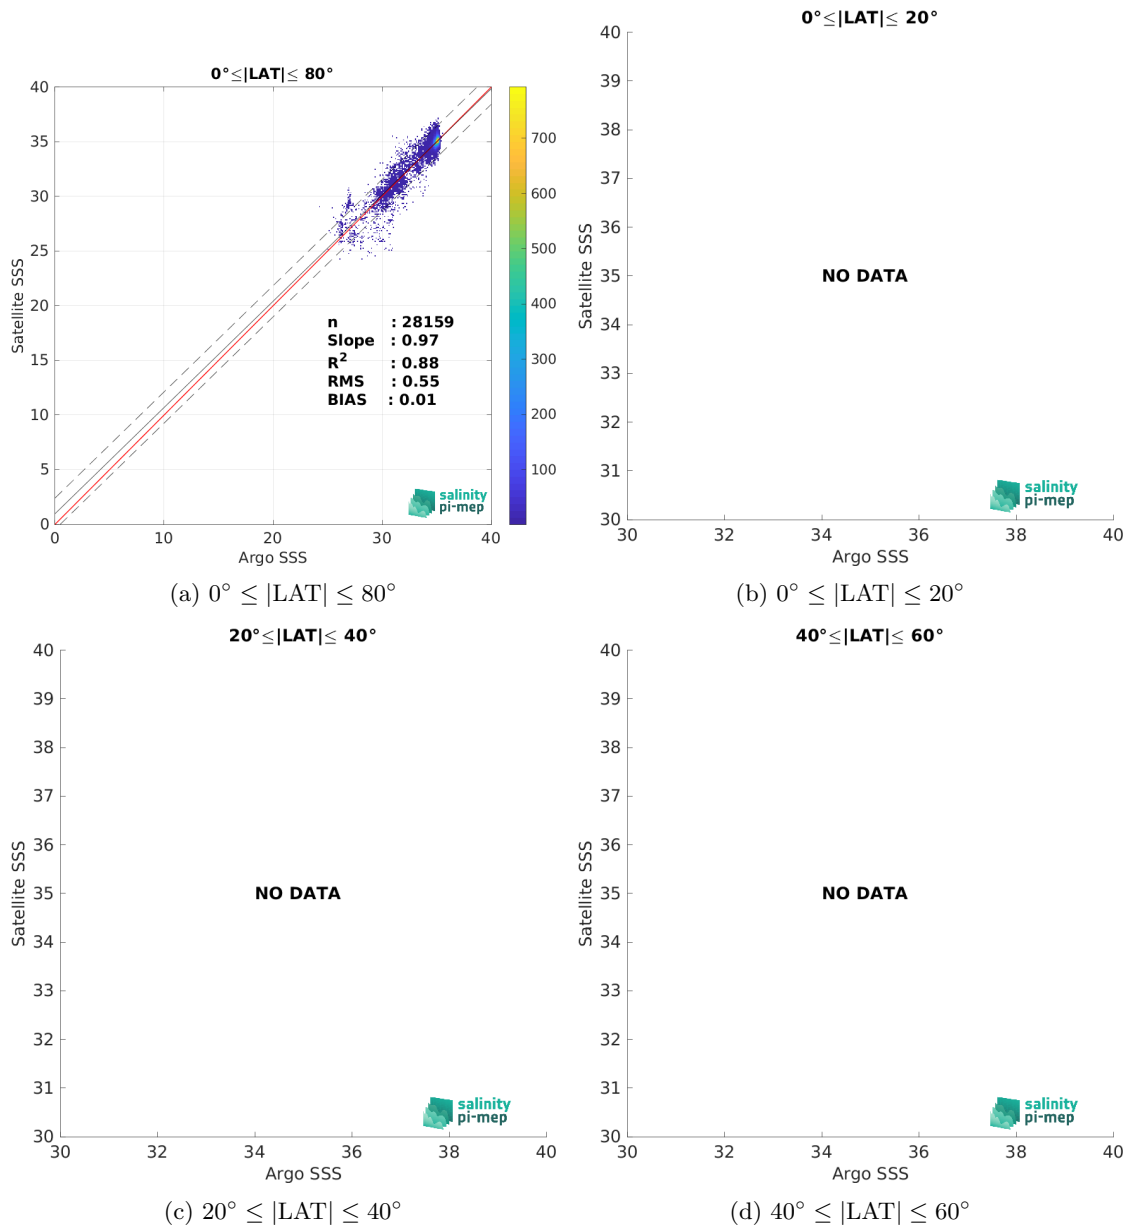 0°≤|LAT|≤ 80°
40
35
30
25
20
15
10
5
0
0
10
20
30
40
Satellite SSS
Argo SSS
n : 28159
Slope : 0.97
R² : 0.88
RMS : 0.55
BIAS : 0.01
salinity
pi-mep
700
600
500
400
300
200
100
(a) 0° ≤ |LAT| ≤ 80°
0°≤|LAT|≤ 20°
40
39
38
37
36
35
34
33
32
31
30
30
32
34
36
38
40
Satellite SSS
Argo SSS
NO DATA
salinity
pi-mep
(b) 0° ≤ |LAT| ≤ 20°
20°≤|LAT|≤ 40°
40
39
38
37
36
35
34
33
32
31
30
30
32
34
36
38
40
Satellite SSS
Argo SSS
NO DATA
salinity
pi-mep
(c) 20° ≤ |LAT| ≤ 40°
40°≤|LAT|≤ 60°
40
39
38
37
36
35
34
33
32
31
30
30
32
34
36
38
40
Satellite SSS
Argo SSS
NO DATA
salinity
pi-mep
(d) 40° ≤ |LAT| ≤ 60°